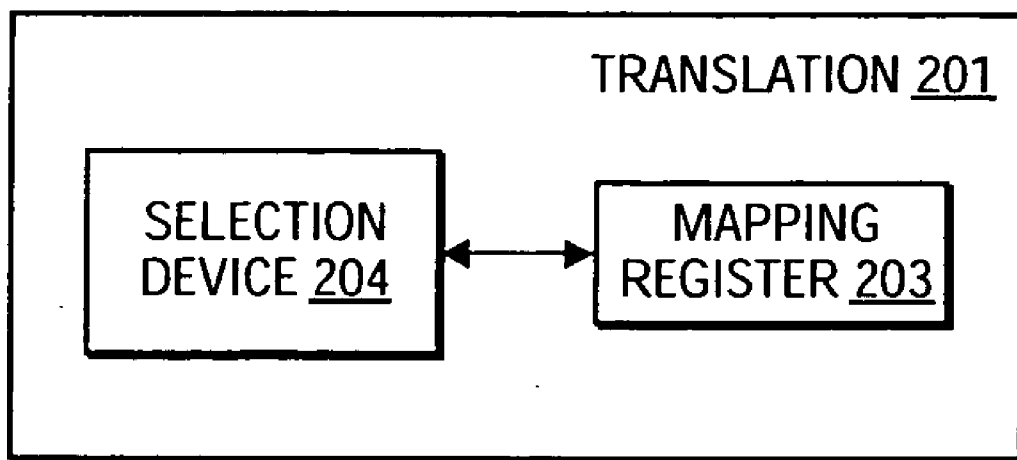 TRANSLATION 201
SELECTION
DEVICE 204
MAPPING
REGISTER 203